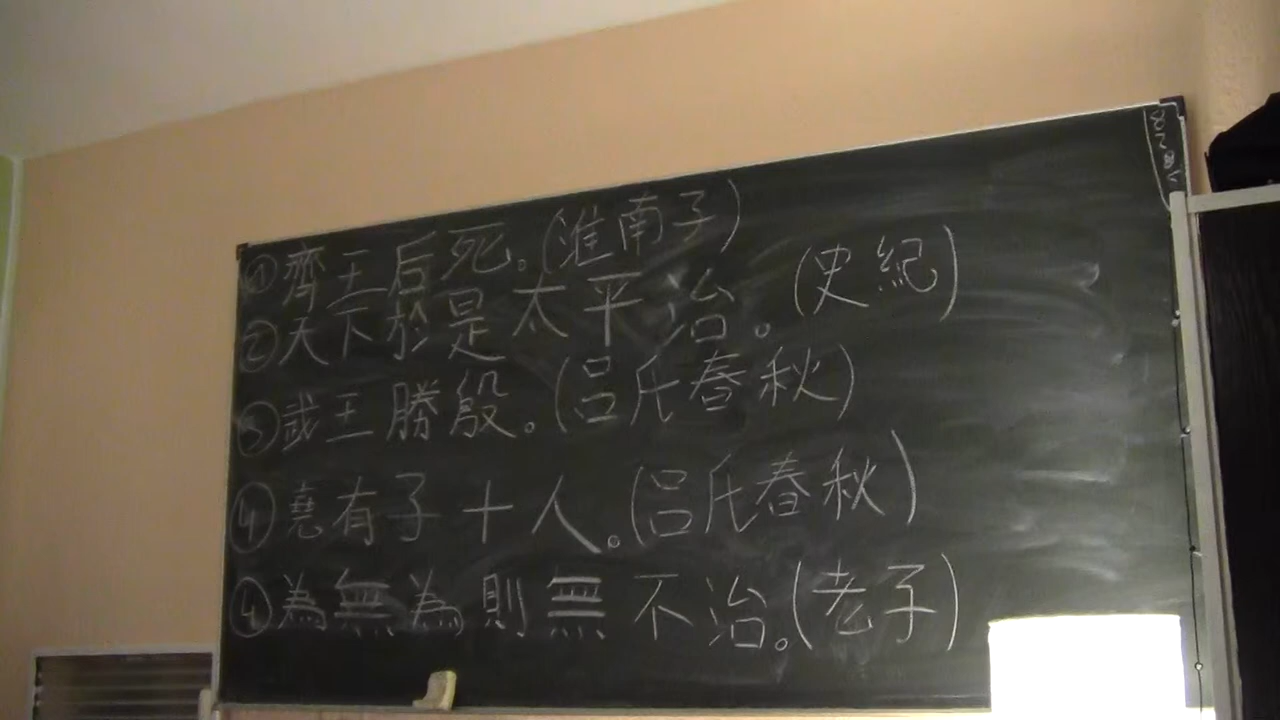 ① 齊王后死。(淮南子)
② 天下於是太平治。(史紀)
③ 武王勝殷。(呂氏春秋)
④ 堯有子十人。(呂氏春秋)
④ 為無為則無不治。(老子)